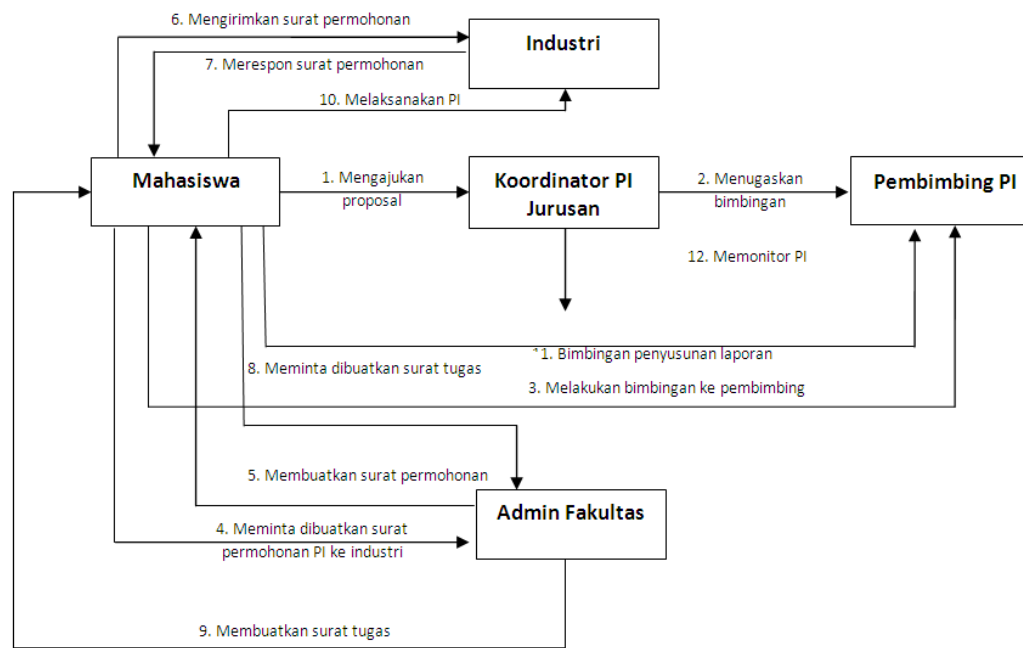 6. Mengirimkan surat permohonan
Industri
7. Merespon surat permohonan
10. Melaksanakan PI
Mahasiswa
1. Mengajukan
proposal
Koordinator PI
Jurusan
2. Menugaskan
bimbingan
Pembimbing PI
12. Memonitor PI
11. Bimbingan penyusunan laporan
8. Meminta dibuatkan surat tugas
3. Melakukan bimbingan ke pembimbing
5. Membuatkan surat permohonan
Admin Fakultas
4. Meminta dibuatkan surat
permohonan PI ke industri
9. Membuatkan surat tugas